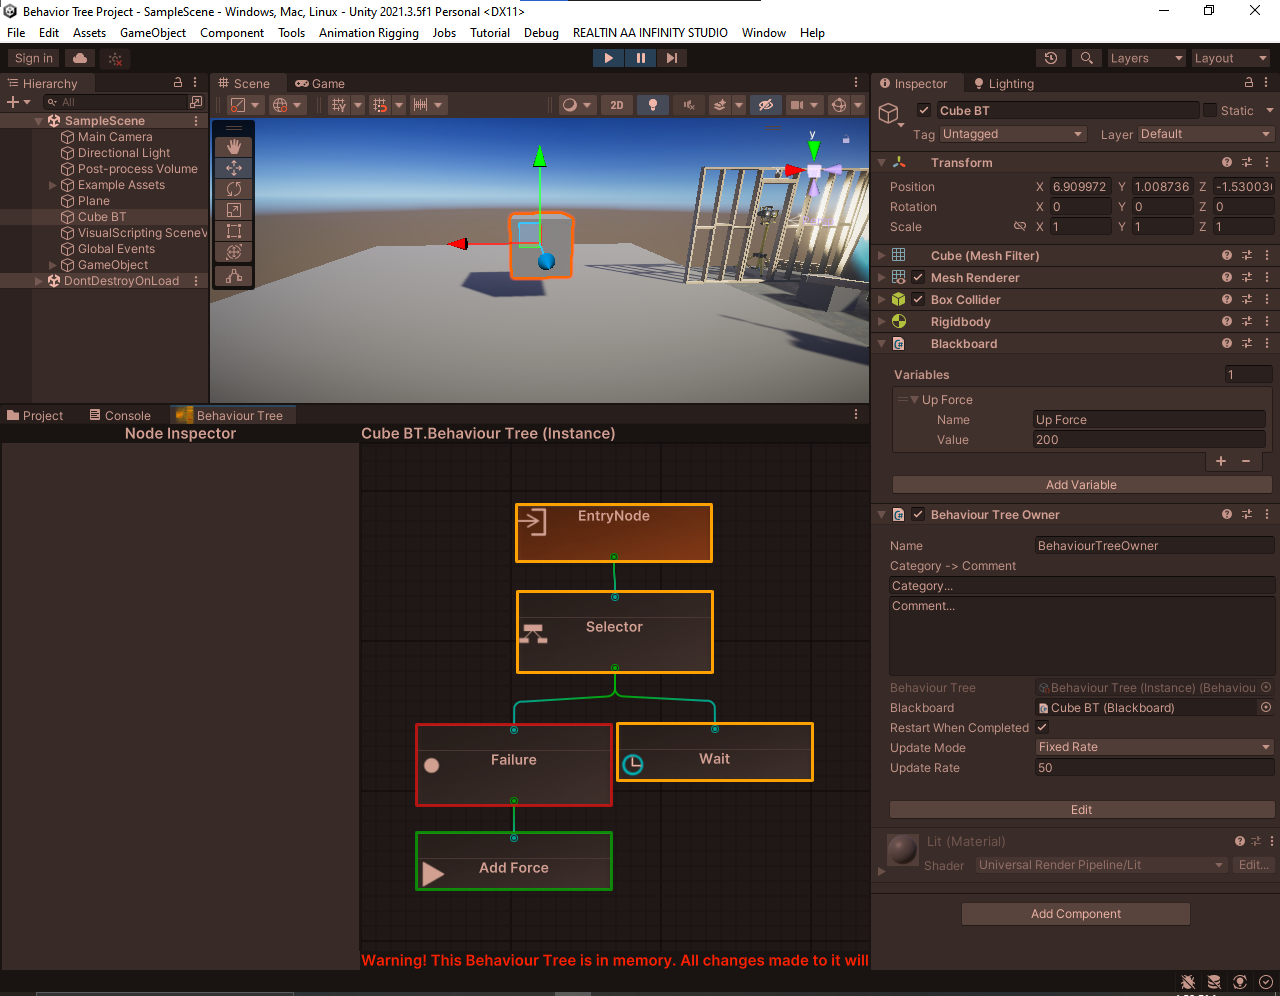 Behavior Tree Project - SampleScene - Windows, Mac, Linux - Unity 2021.3.5f1 Personal <DX11>
File Edit Assets GameObject Component Tools Animation Rigging Jobs Tutorial Debug REALTIN AA INFINITY STUDIO Window Help
Sign in
Layers
Layout
Hierarchy
All
SampleScene
Main Camera
Directional Light
Post-process Volume
Example Assets
Plane
Cube BT
VisualScripting SceneV
Global Events
GameObject
DontDestroyOnLoad
Scene Game
2D
y
x
Project Console Behaviour Tree
Node Inspector
Cube BT.Behaviour Tree (Instance)
EntryNode
Selector
Failure
Wait
Add Force
Warning! This Behaviour Tree is in memory. All changes made to it will
Inspector Lighting
Cube BT
Static
Tag Untagged Layer Default
Transform
Position X 6.909972 Y 1.008736 Z -1.53003
Rotation X 0 Y 0 Z 0
Scale X 1 Y 1 Z 1
Cube (Mesh Filter)
Mesh Renderer
Box Collider
Rigidbody
Blackboard
Variables 1
Up Force
Name Up Force
Value 200
+ −
Add Variable
Behaviour Tree Owner
Name BehaviourTreeOwner
Category -> Comment
Category...
Comment...
Behaviour Tree Behaviour Tree (Instance) (Behaviou
Blackboard Cube BT (Blackboard)
Restart When Completed
Update Mode Fixed Rate
Update Rate 50
Edit
Lit (Material)
Shader Universal Render Pipeline/Lit Edit...
Add Component